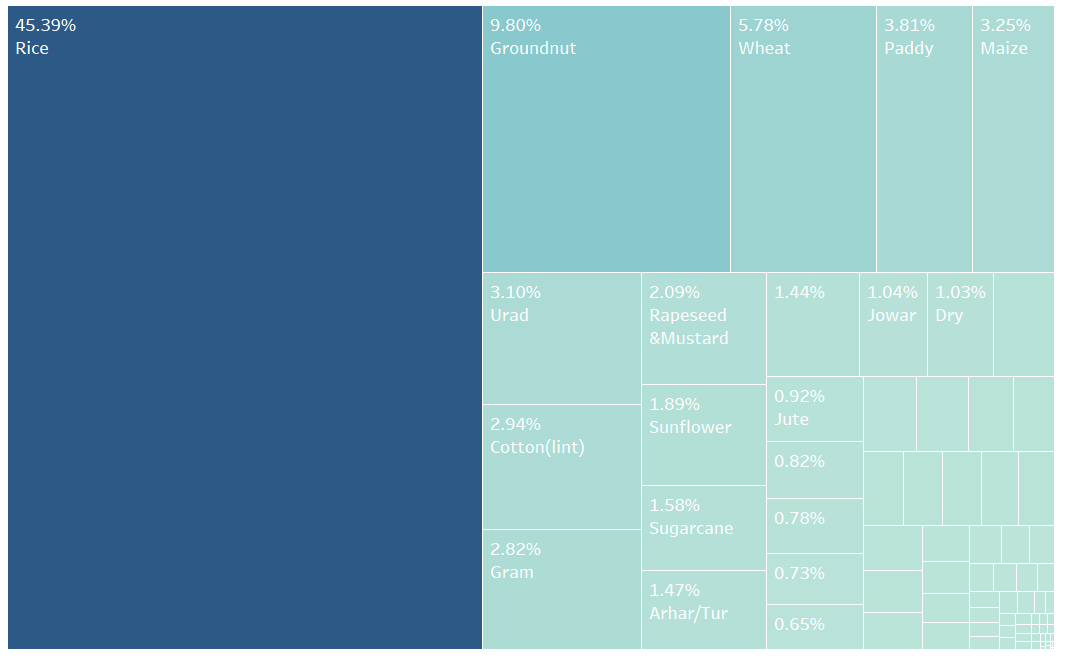 45.39%
Rice
9.80%
Groundnut
5.78%
Wheat
3.81%
Paddy
3.25%
Maize
3.10%
Urad
2.94%
Cotton(lint)
2.82%
Gram
2.09%
Rapeseed
&Mustard
1.89%
Sunflower
1.58%
Sugarcane
1.47%
Arhar/Tur
1.44%
1.04%
Jowar
1.03%
Dry
0.92%
Jute
0.82%
0.78%
0.73%
0.65%